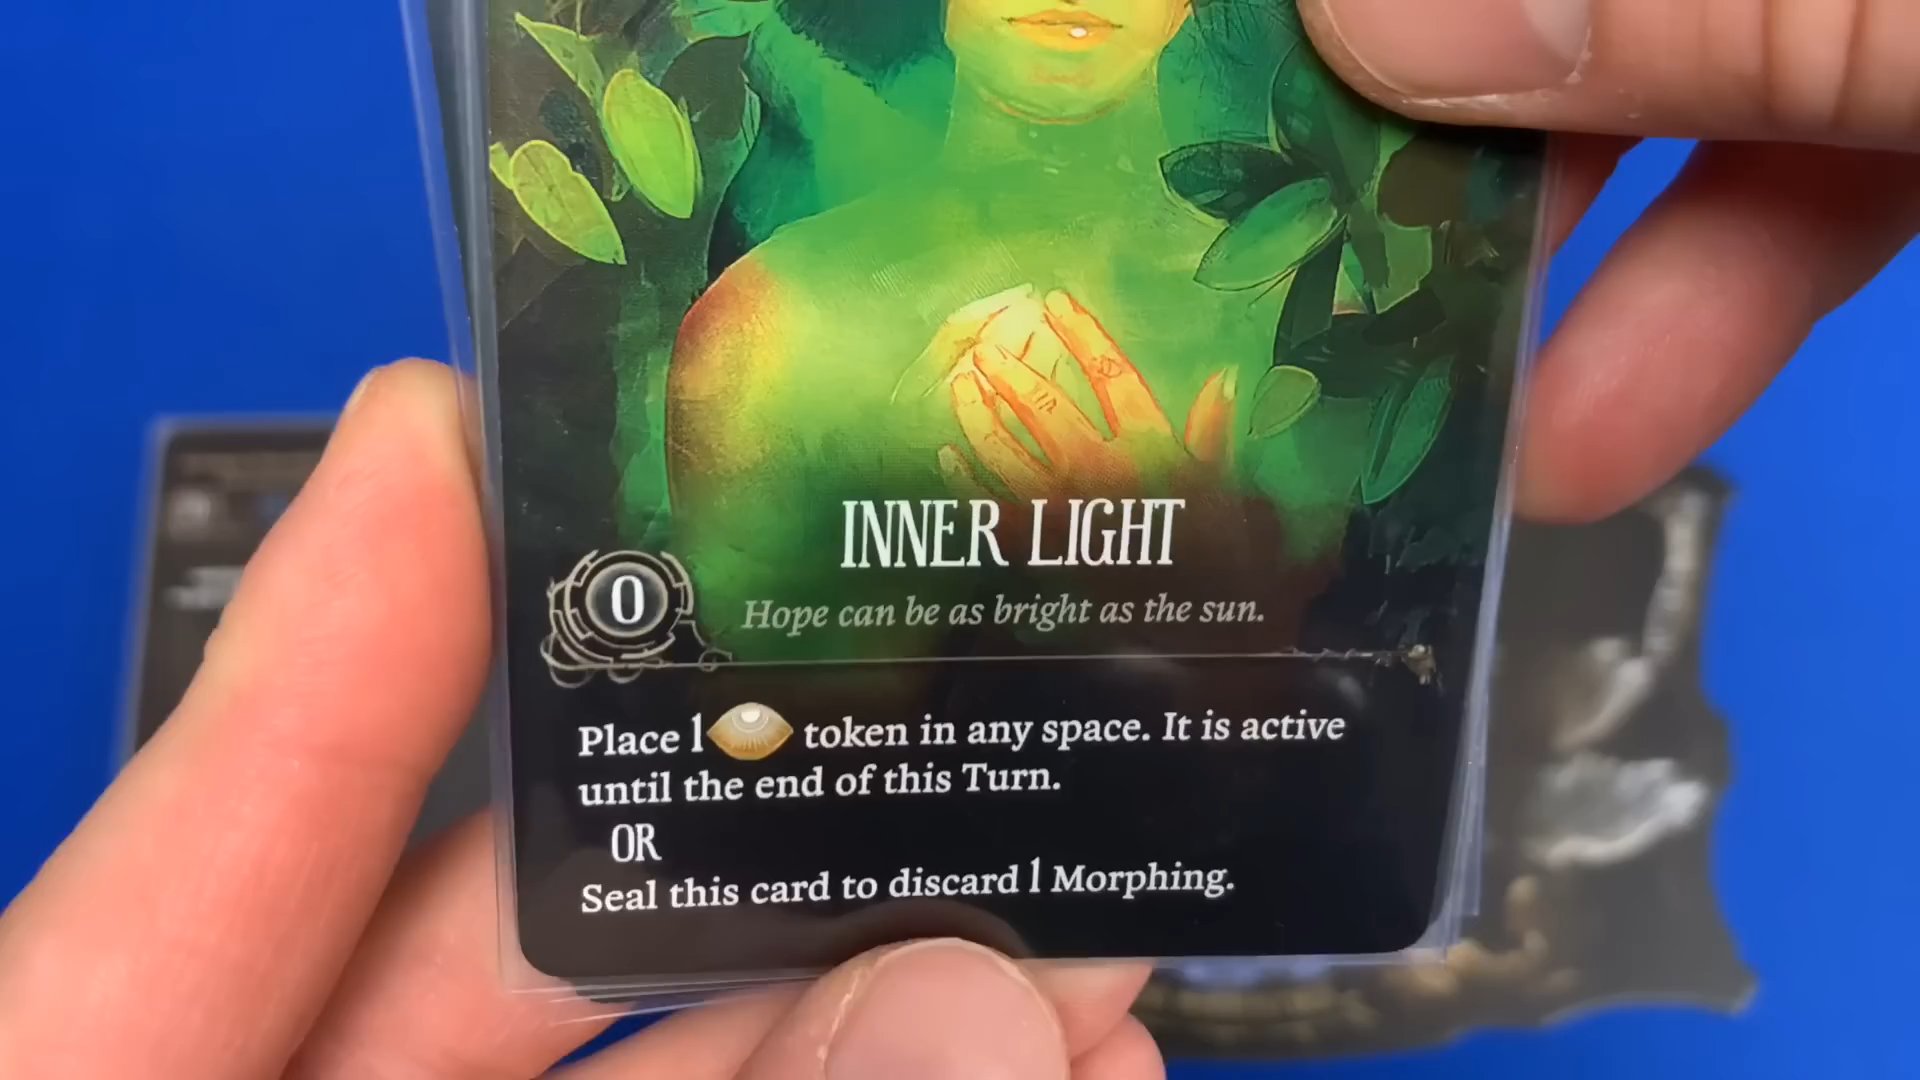 INNER LIGHT
0
Hope can be as bright as the sun.
Place 1 token in any space. It is active
until the end of this Turn.
OR
Seal this card to discard 1 Morphing.